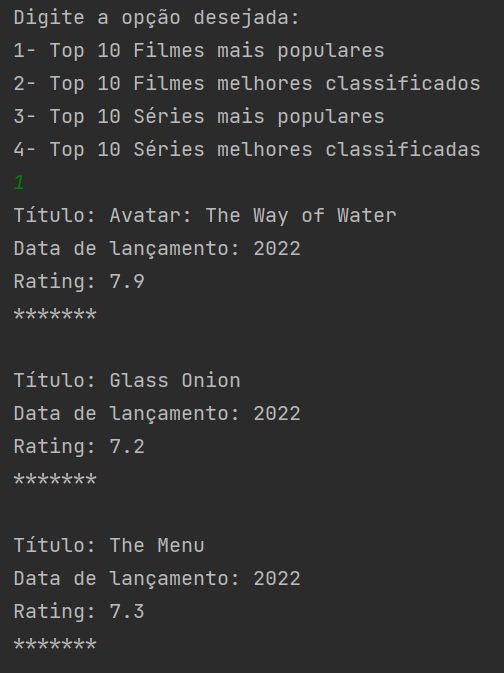 Digite a opção desejada:
1- Top 10 Filmes mais populares
2- Top 10 Filmes melhores classificados
3- Top 10 Séries mais populares
4- Top 10 Séries melhores classificadas
1
Título: Avatar: The Way of Water
Data de lançamento: 2022
Rating: 7.9
*******
Título: Glass Onion
Data de lançamento: 2022
Rating: 7.2
*******
Título: The Menu
Data de lançamento: 2022
Rating: 7.3
*******